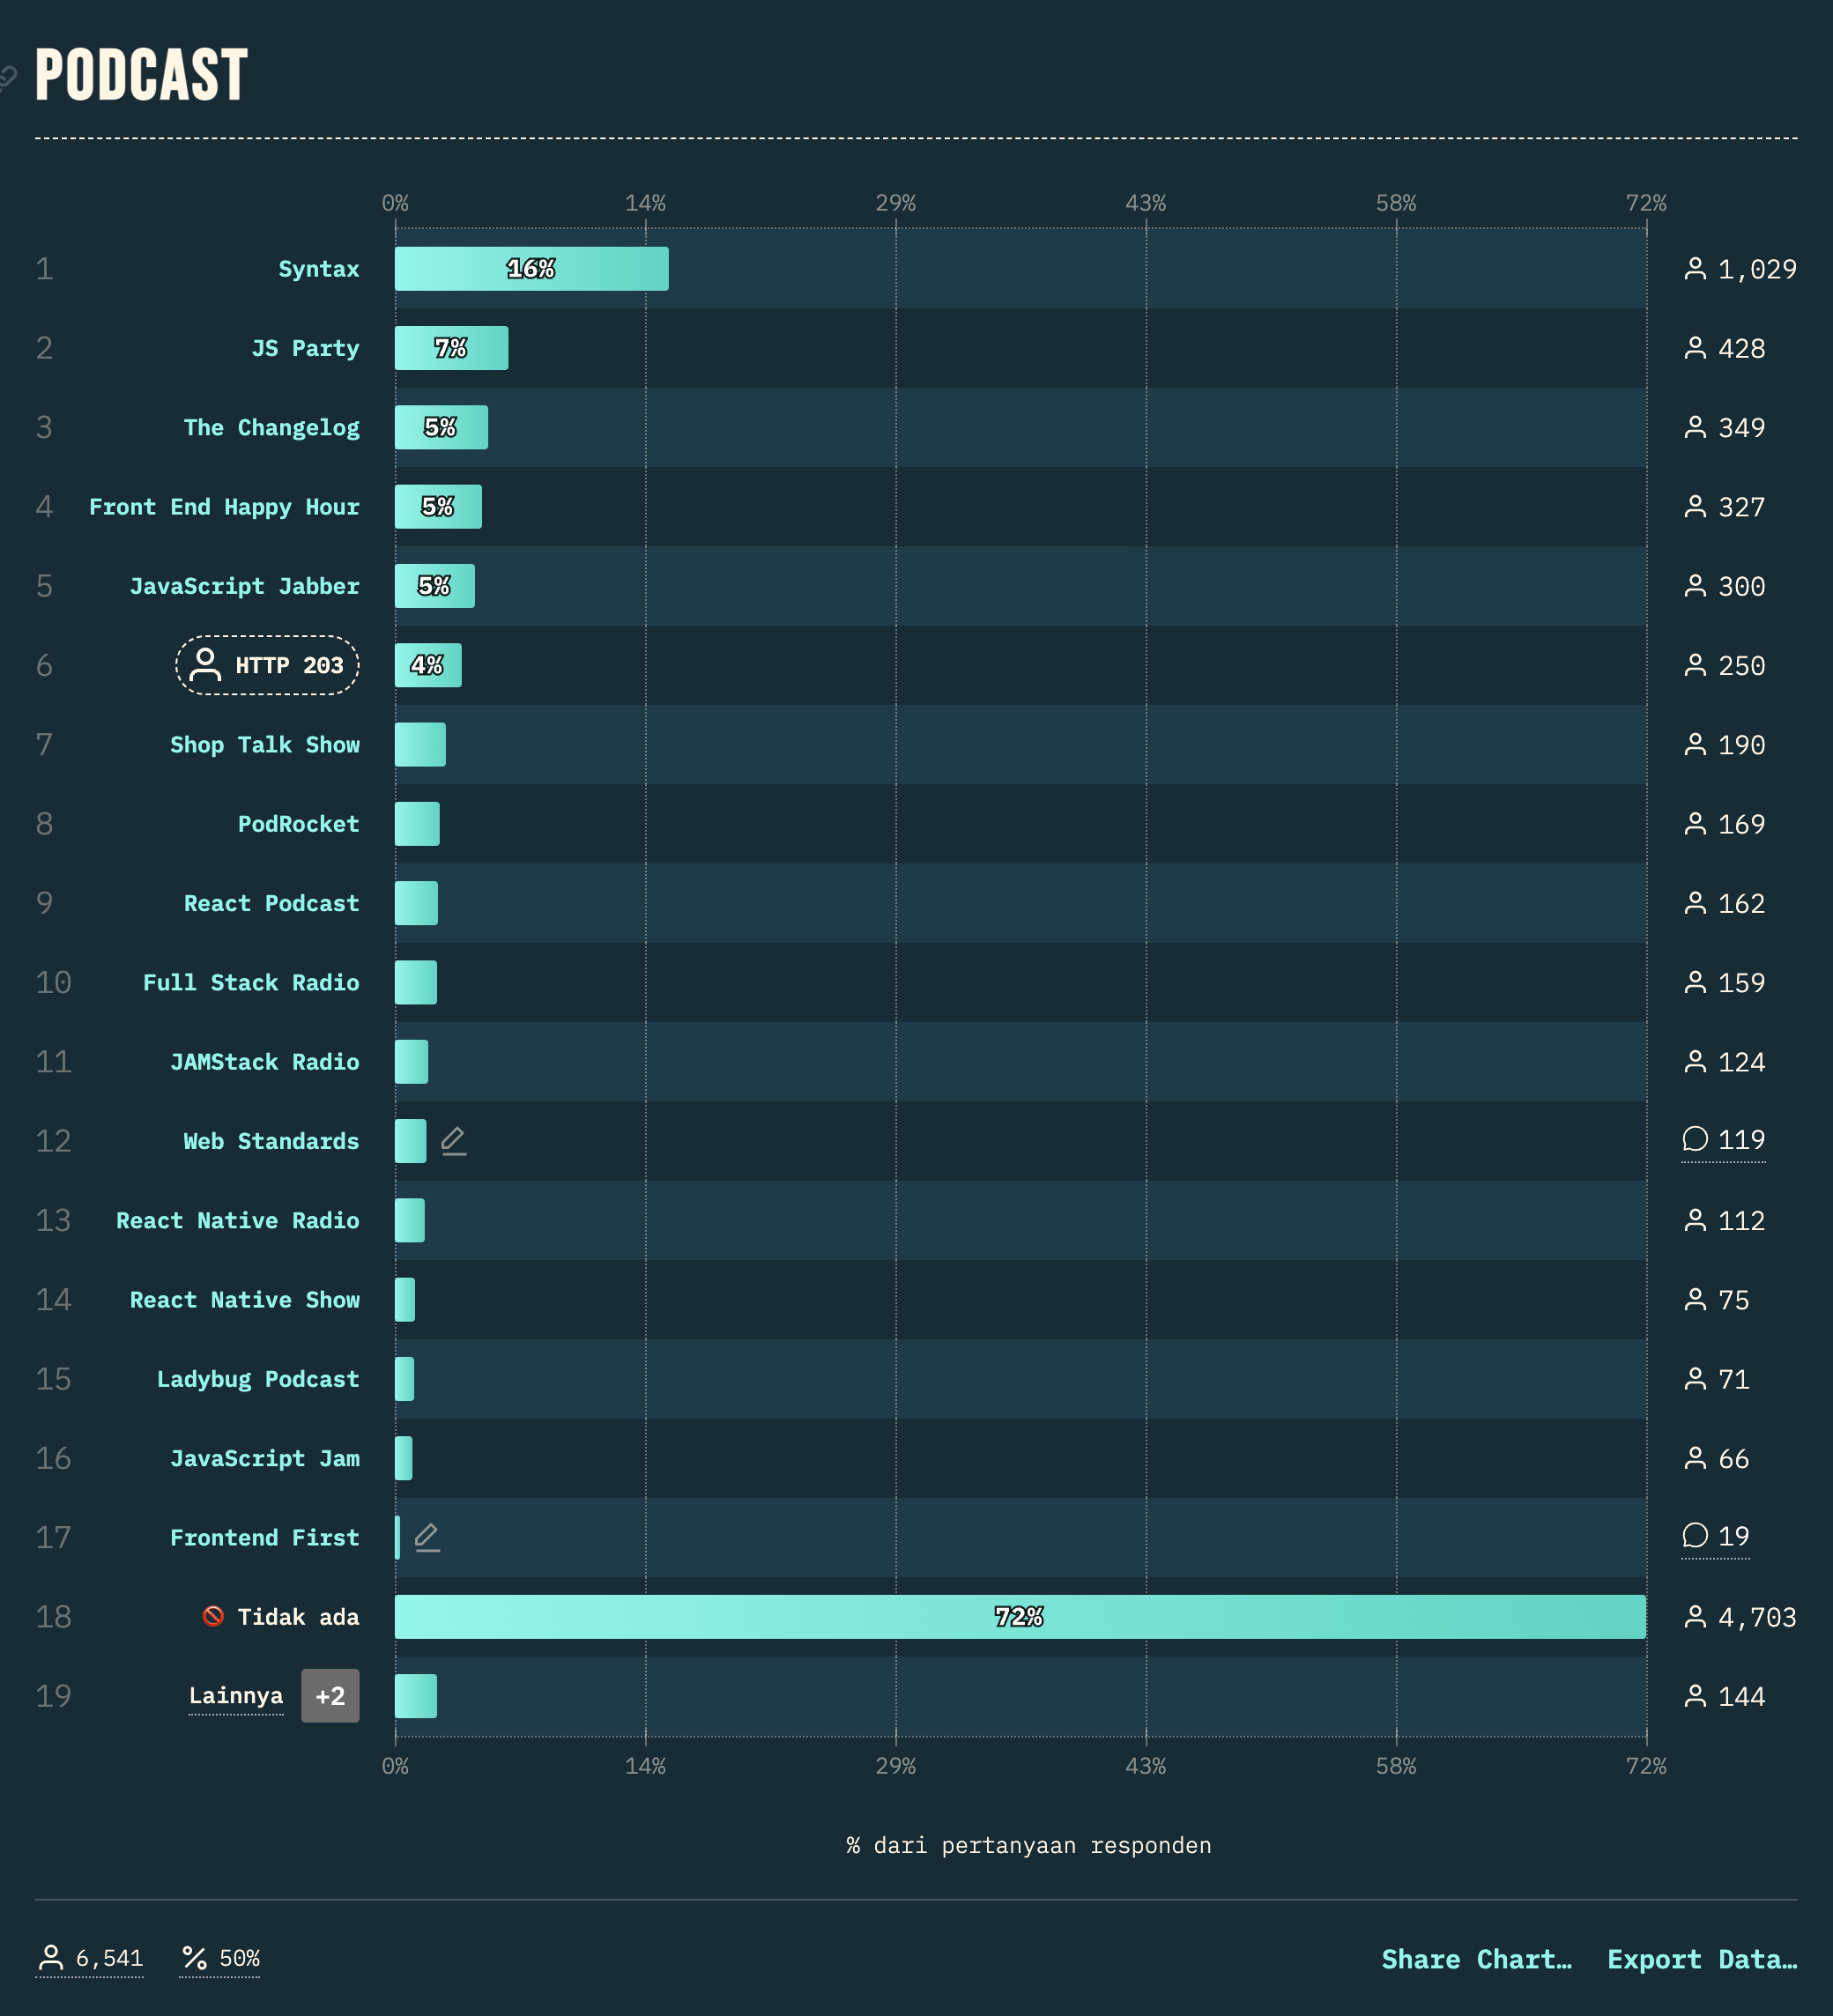 PODCAST
0% 14% 29% 43% 58% 72%
1 Syntax 16% 1,029
2 JS Party 7% 428
3 The Changelog 5% 349
4 Front End Happy Hour 5% 327
5 JavaScript Jabber 5% 300
6 HTTP 203 4% 250
7 Shop Talk Show 190
8 PodRocket 169
9 React Podcast 162
10 Full Stack Radio 159
11 JAMStack Radio 124
12 Web Standards 119
13 React Native Radio 112
14 React Native Show 75
15 Ladybug Podcast 71
16 JavaScript Jam 66
17 Frontend First 19
18 Tidak ada 72% 4,703
19 Lainnya +2 144
0% 14% 29% 43% 58% 72%
% dari pertanyaan responden
6,541 50% Share Chart… Export Data…